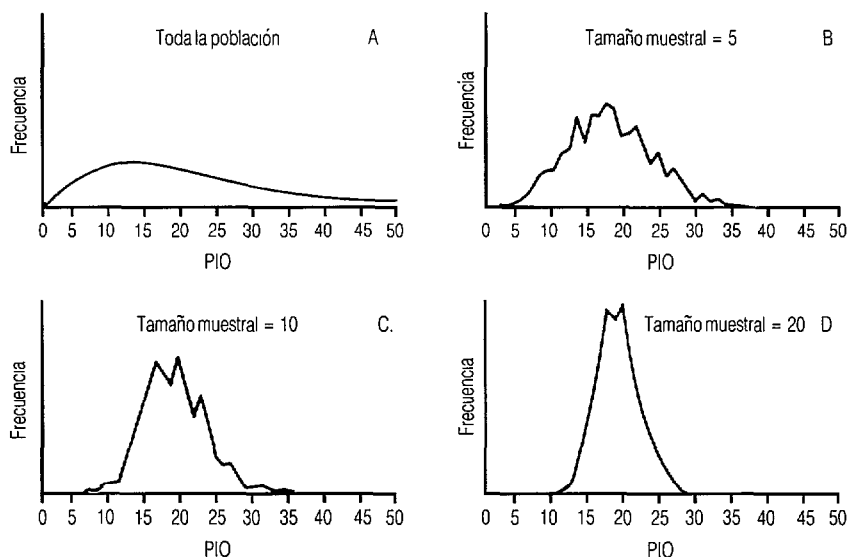 Toda la población A
Frecuencia
0 5 10 15 20 25 30 35 40 45 50
PIO
Tamaño muestral = 5 B
Frecuencia
0 5 10 15 20 25 30 35 40 45 50
PIO
Tamaño muestral = 10 C.
Frecuencia
0 5 10 15 20 25 30 35 40 45 50
PIO
Tamaño muestral = 20 D
Frecuencia
0 5 10 15 20 25 30 35 40 45 50
PIO